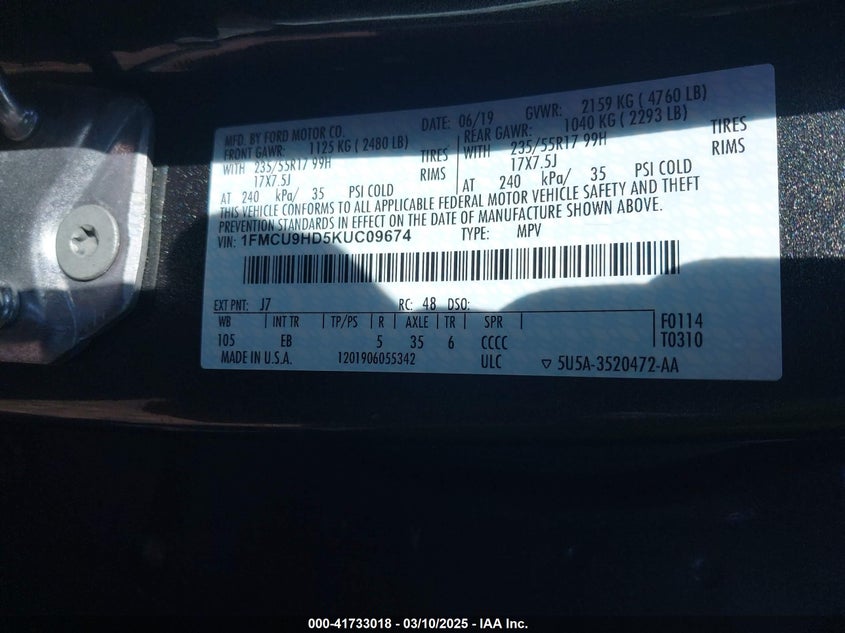 MFD. BY FORD MOTOR CO. DATE: 06/19 GVWR: 2159 KG ( 4760 LB)
FRONT GAWR: 1125 KG ( 2480 LB) REAR GAWR: 1040 KG ( 2293 LB)
WITH 235/55R17 99H TIRES WITH 235/55R17 99H TIRES
17X7.5J RIMS 17X7.5J RIMS
AT 240 kPa/ 35 PSI COLD AT 240 kPa/ 35 PSI COLD
THIS VEHICLE CONFORMS TO ALL APPLICABLE FEDERAL MOTOR VEHICLE SAFETY AND THEFT
PREVENTION STANDARDS IN EFFECT ON THE DATE OF MANUFACTURE SHOWN ABOVE.
VIN: 1FMCU9HD5KUC09674 TYPE: MPV
EXT PNT: J7 RC: 48 DSO:
WB INT TR TP/PS R AXLE TR SPR F0114
105 EB 5 35 6 CCCC T0310
MADE IN U.S.A. 1201906055342 ULC ▽ 5U5A-3520472-AA
000-41733018 - 03/10/2025 - IAA Inc.